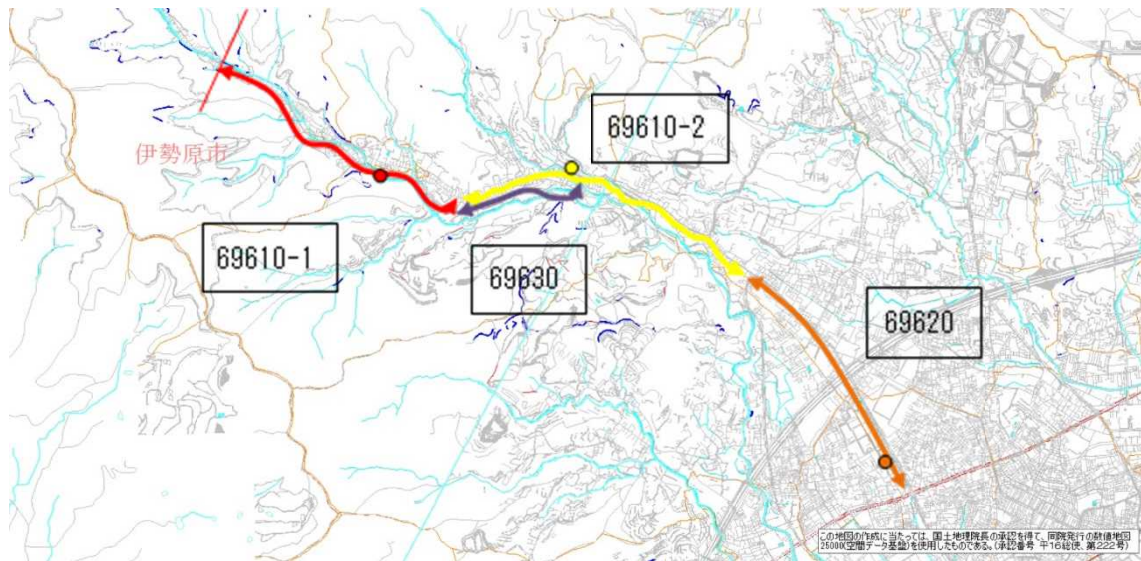 69610-2
伊勢原市
69610-1
69630
69620
この地図の作成に当たっては、国土地理院長の承認を得て、同院発行の数値地図
25000(空間データ基盤)を使用したものである。(承認番号 平16総使、第222号)